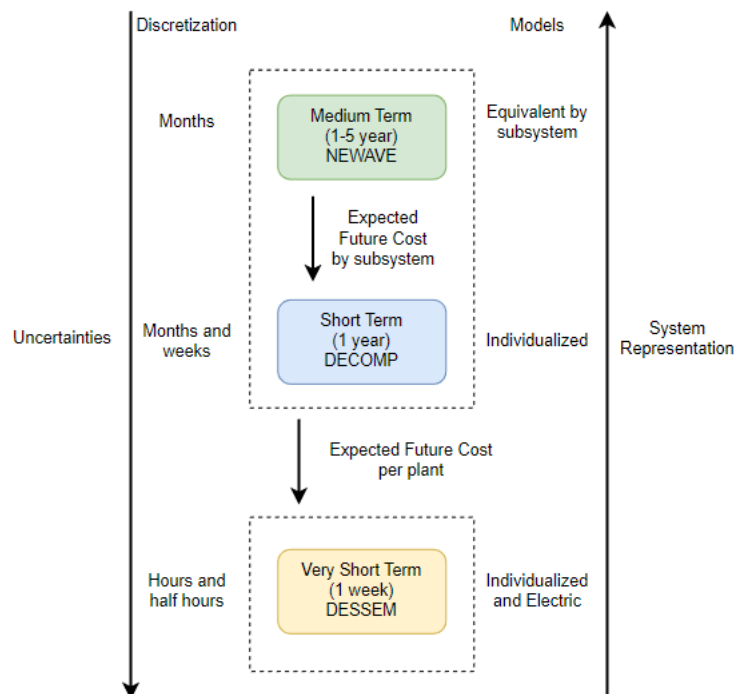 Discretization
Models
Months
Medium Term
(1-5 year)
NEWAVE
Equivalent by
subsystem
Expected
Future Cost
by subsystem
Uncertainties
Months and
weeks
Short Term
(1 year)
DECOMP
Individualized
System
Representation
Expected Future Cost
per plant
Hours and
half hours
Very Short Term
(1 week)
DESSEM
Individualized
and Electric